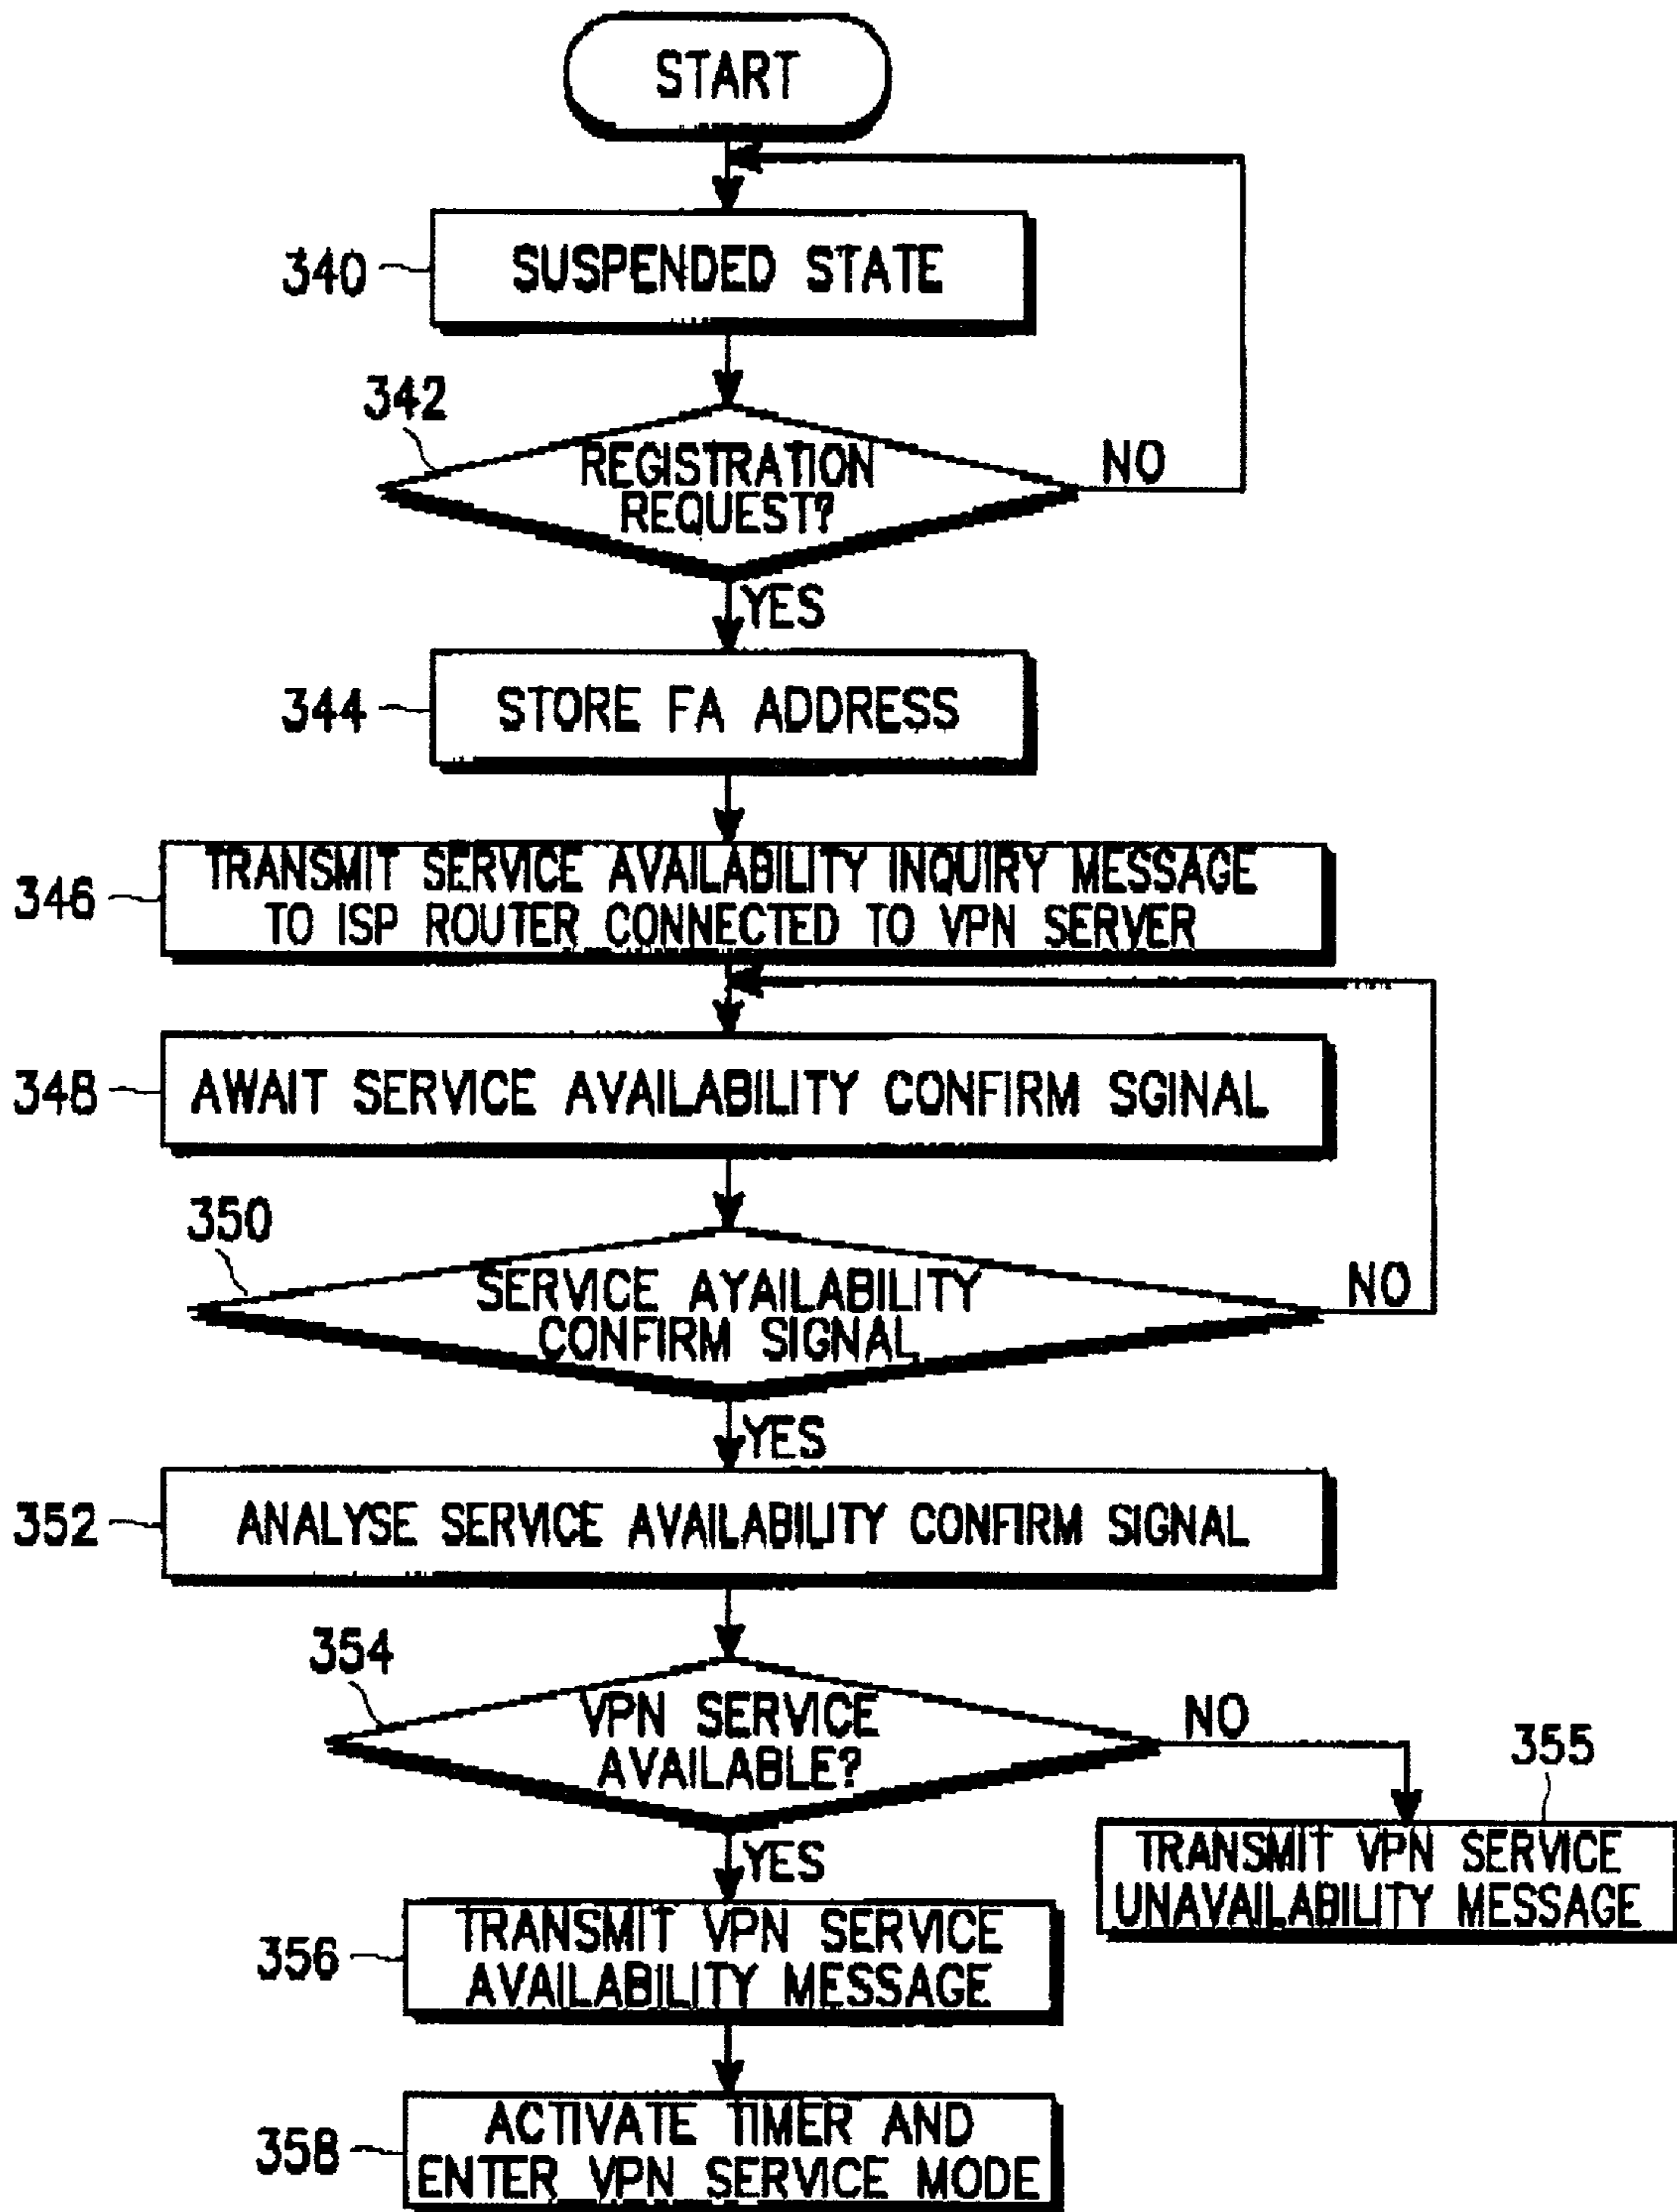 START
340
SUSPENDED STATE
342
REGISTRATION
REQUEST?
NO
YES
344
STORE FA ADDRESS
346
TRANSMIT SERVICE AVAILABILITY INQUIRY MESSAGE
TO ISP ROUTER CONNECTED TO VPN SERVER
348
AWAIT SERVICE AVAILABILITY CONFIRM SGINAL
350
SERVICE AYAILABILITY
CONFIRM SIGNAL
NO
YES
352
ANALYSE SERVICE AVAILABILITY CONFIRM SIGNAL
354
VPN SERVICE
AVAILABLE?
NO
355
TRANSMIT VPN SERVICE
UNAVAILABILITY MESSAGE
YES
356
TRANSMIT VPN SERVICE
AVAILABILITY MESSAGE
358
ACTIVATE TIMER AND
ENTER VPN SERVICE MODE